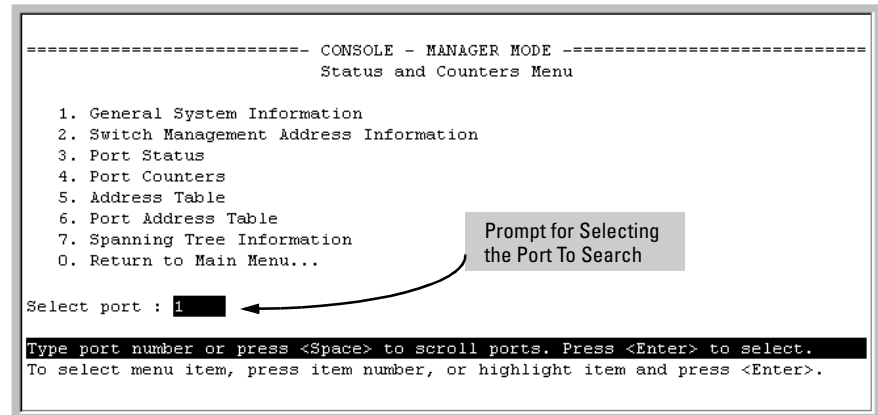 ==========================- CONSOLE - MANAGER MODE -============================
Status and Counters Menu
1. General System Information
2. Switch Management Address Information
3. Port Status
4. Port Counters
5. Address Table
6. Port Address Table
7. Spanning Tree Information
0. Return to Main Menu...
Prompt for Selecting
the Port To Search
Select port : 1
Type port number or press <Space> to scroll ports. Press <Enter> to select.
To select menu item, press item number, or highlight item and press <Enter>.